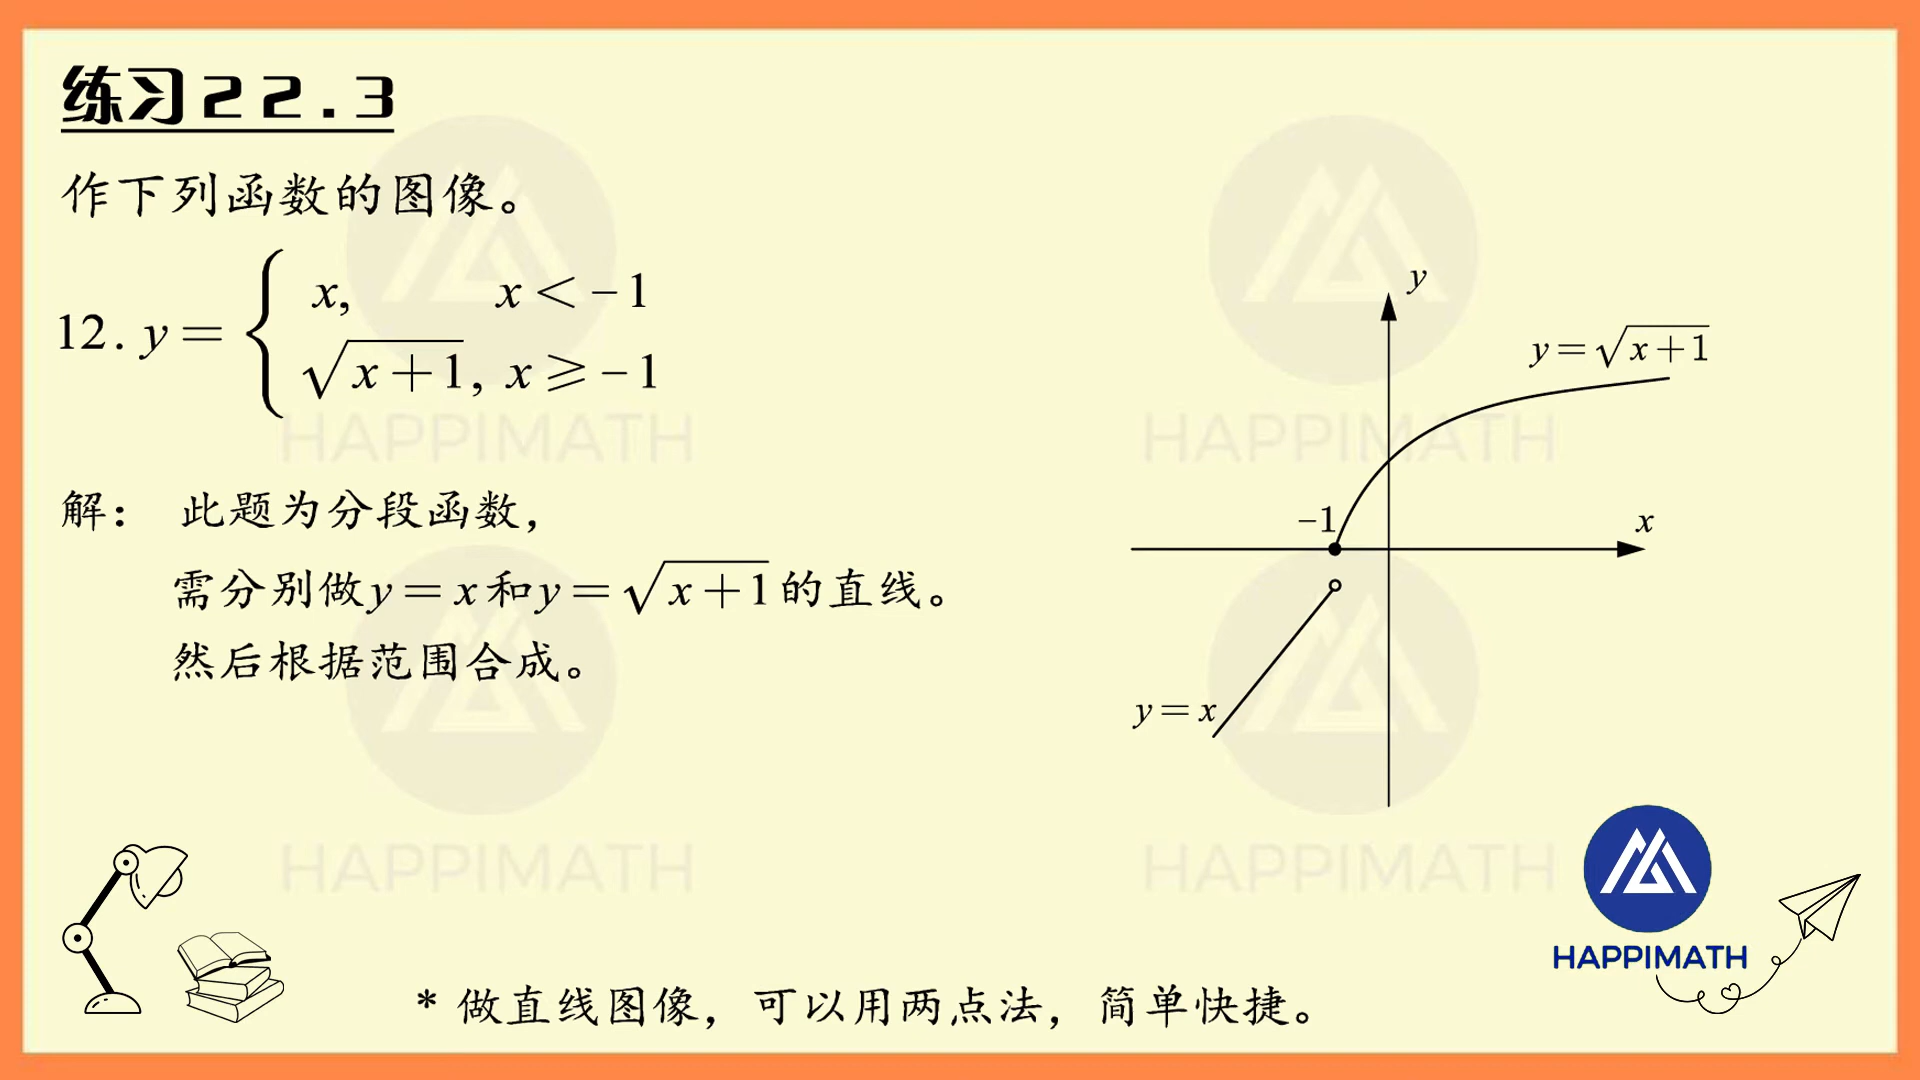 练习22.3
作下列函数的图像。
12. y = { x, x < -1
√(x+1), x ≥ -1
解： 此题为分段函数，
需分别做y = x和y = √(x+1)的直线。
然后根据范围合成。
y
y = √(x+1)
-1
x
y = x
HAPPIMATH
HAPPIMATH
HAPPIMATH
HAPPIMATH
HAPPIMATH
* 做直线图像，可以用两点法，简单快捷。